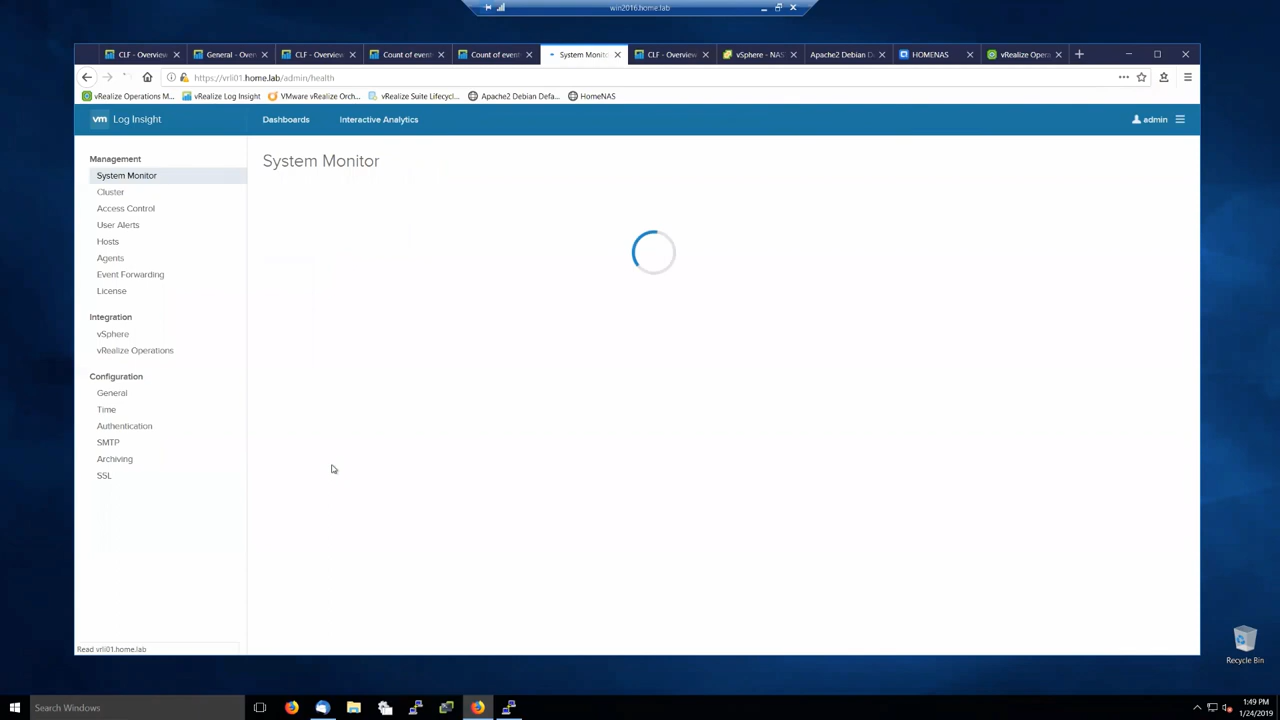 win2016.home.lab
CLF - Overview
General - Over
CLF - Overview
Count of event
Count of event
System Monito
CLF - Overview
vSphere - NAS
Apache2 Debian D
HOMENAS
vRealize Opera
https://vrli01.home.lab/admin/health
vRealize Operations M...
vRealize Log Insight
VMware vRealize Orch...
vRealize Suite Lifecycl...
Apache2 Debian Defa...
HomeNAS
vm Log Insight
Dashboards
Interactive Analytics
admin
Management
System Monitor
Cluster
Access Control
User Alerts
Hosts
Agents
Event Forwarding
License
Integration
vSphere
vRealize Operations
Configuration
General
Time
Authentication
SMTP
Archiving
SSL
System Monitor
Read vrli01.home.lab
Recycle Bin
Search Windows
1:49 PM
1/24/2019